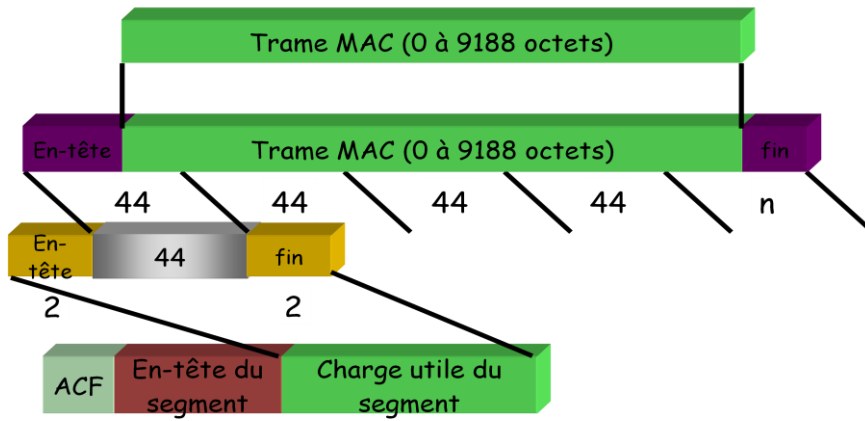 Trame MAC (0 à 9188 octets)
En-tête Trame MAC (0 à 9188 octets) fin
44 44 44 44 n
En-
tête 44 fin
2 2
ACF En-tête du Charge utile du
segment segment